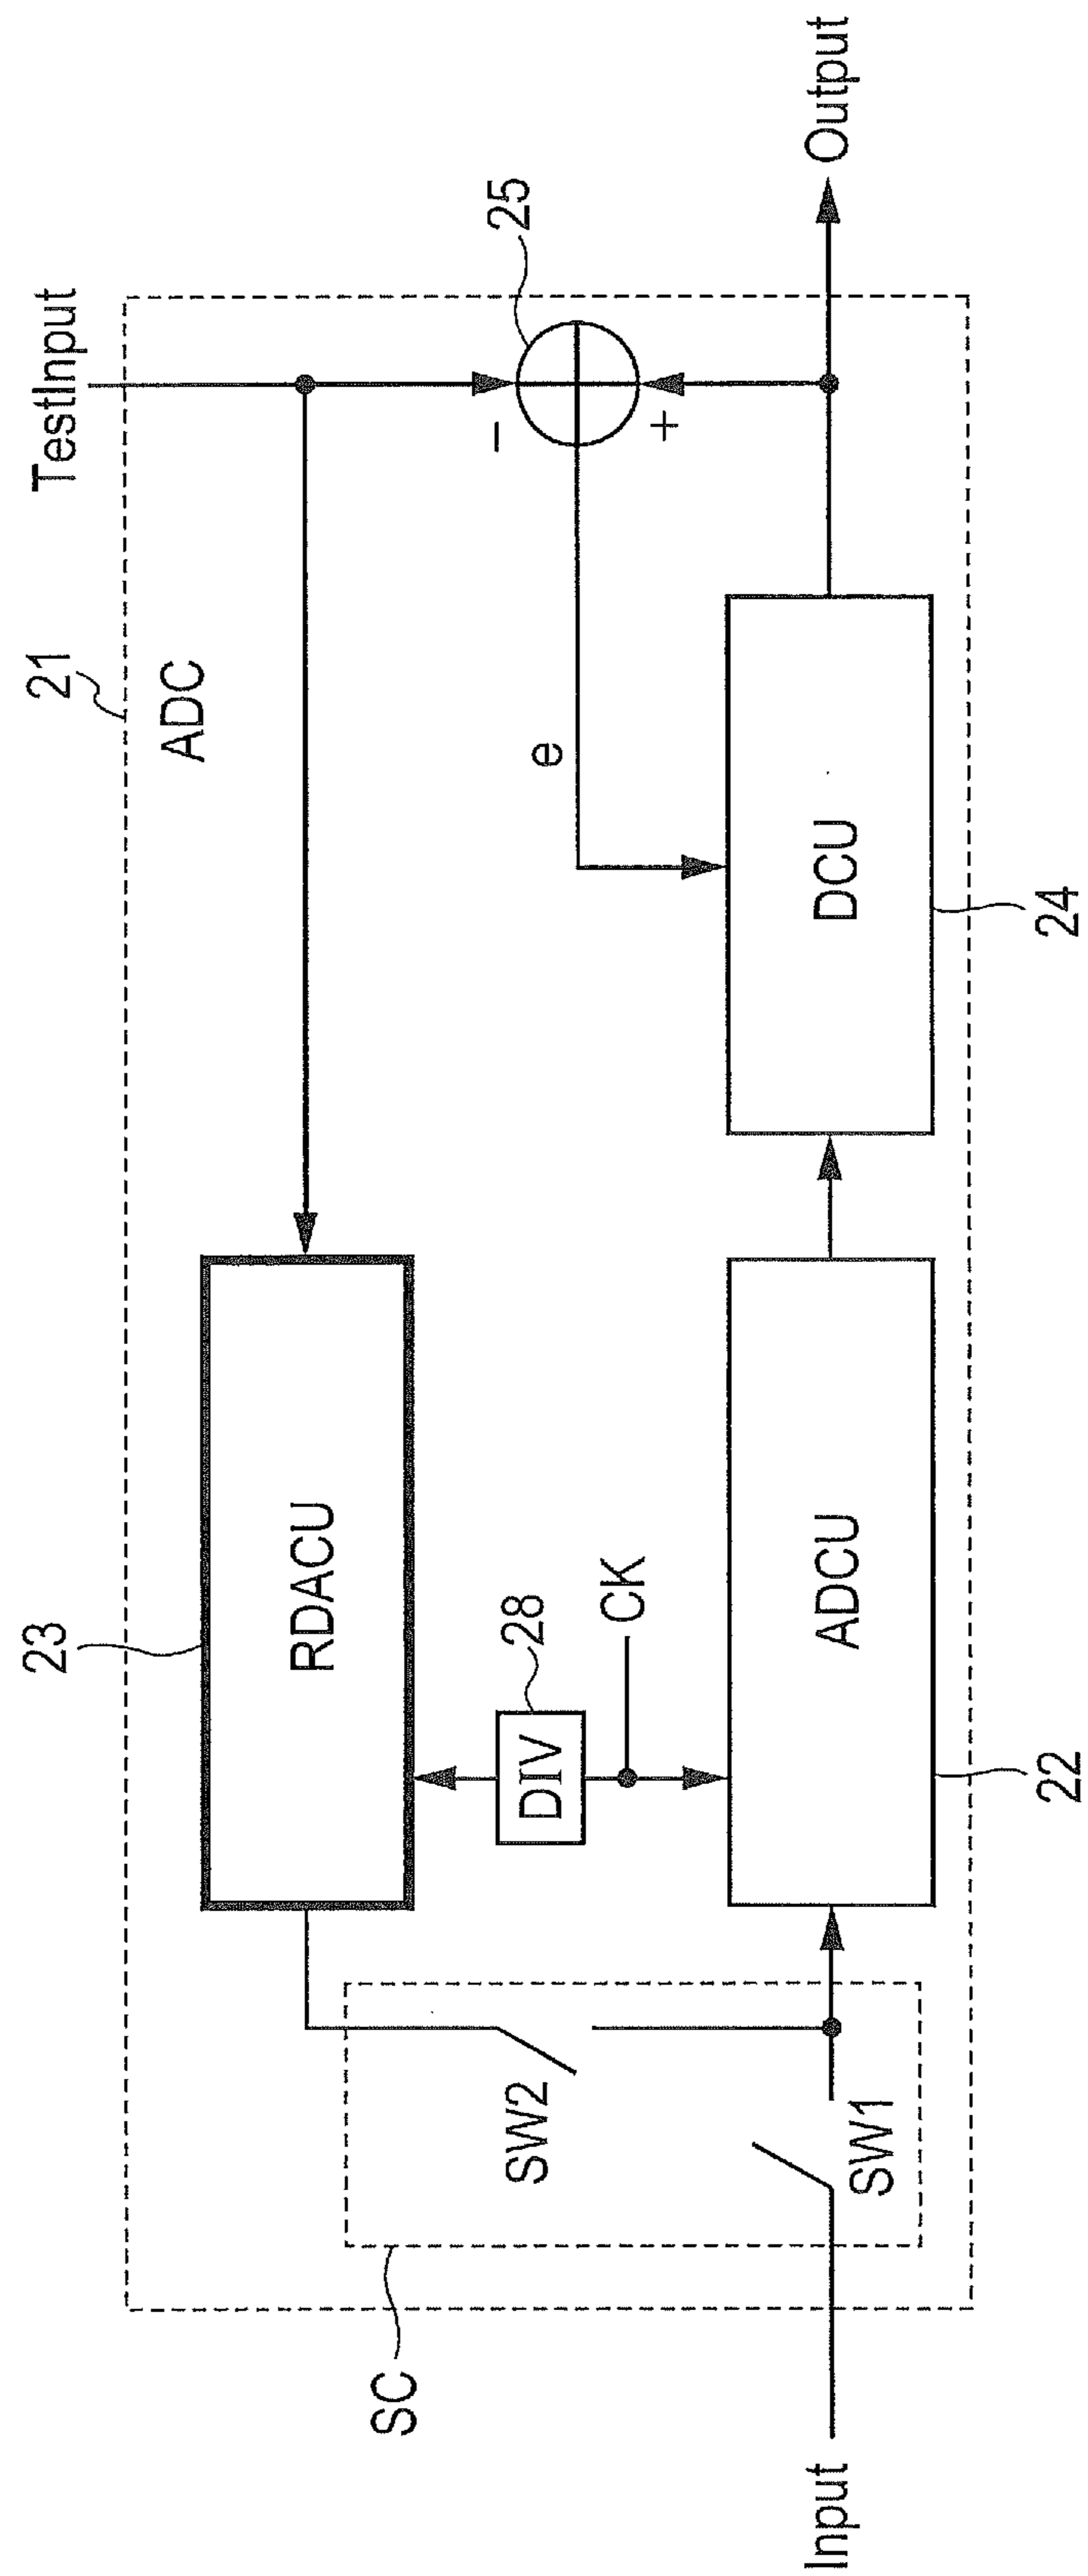 TestInput
21
ADC
25
Output
23
RDACU
e
28
DIV
CK
DCU
24
ADCU
22
SW2
SW1
SC
Input
−
+